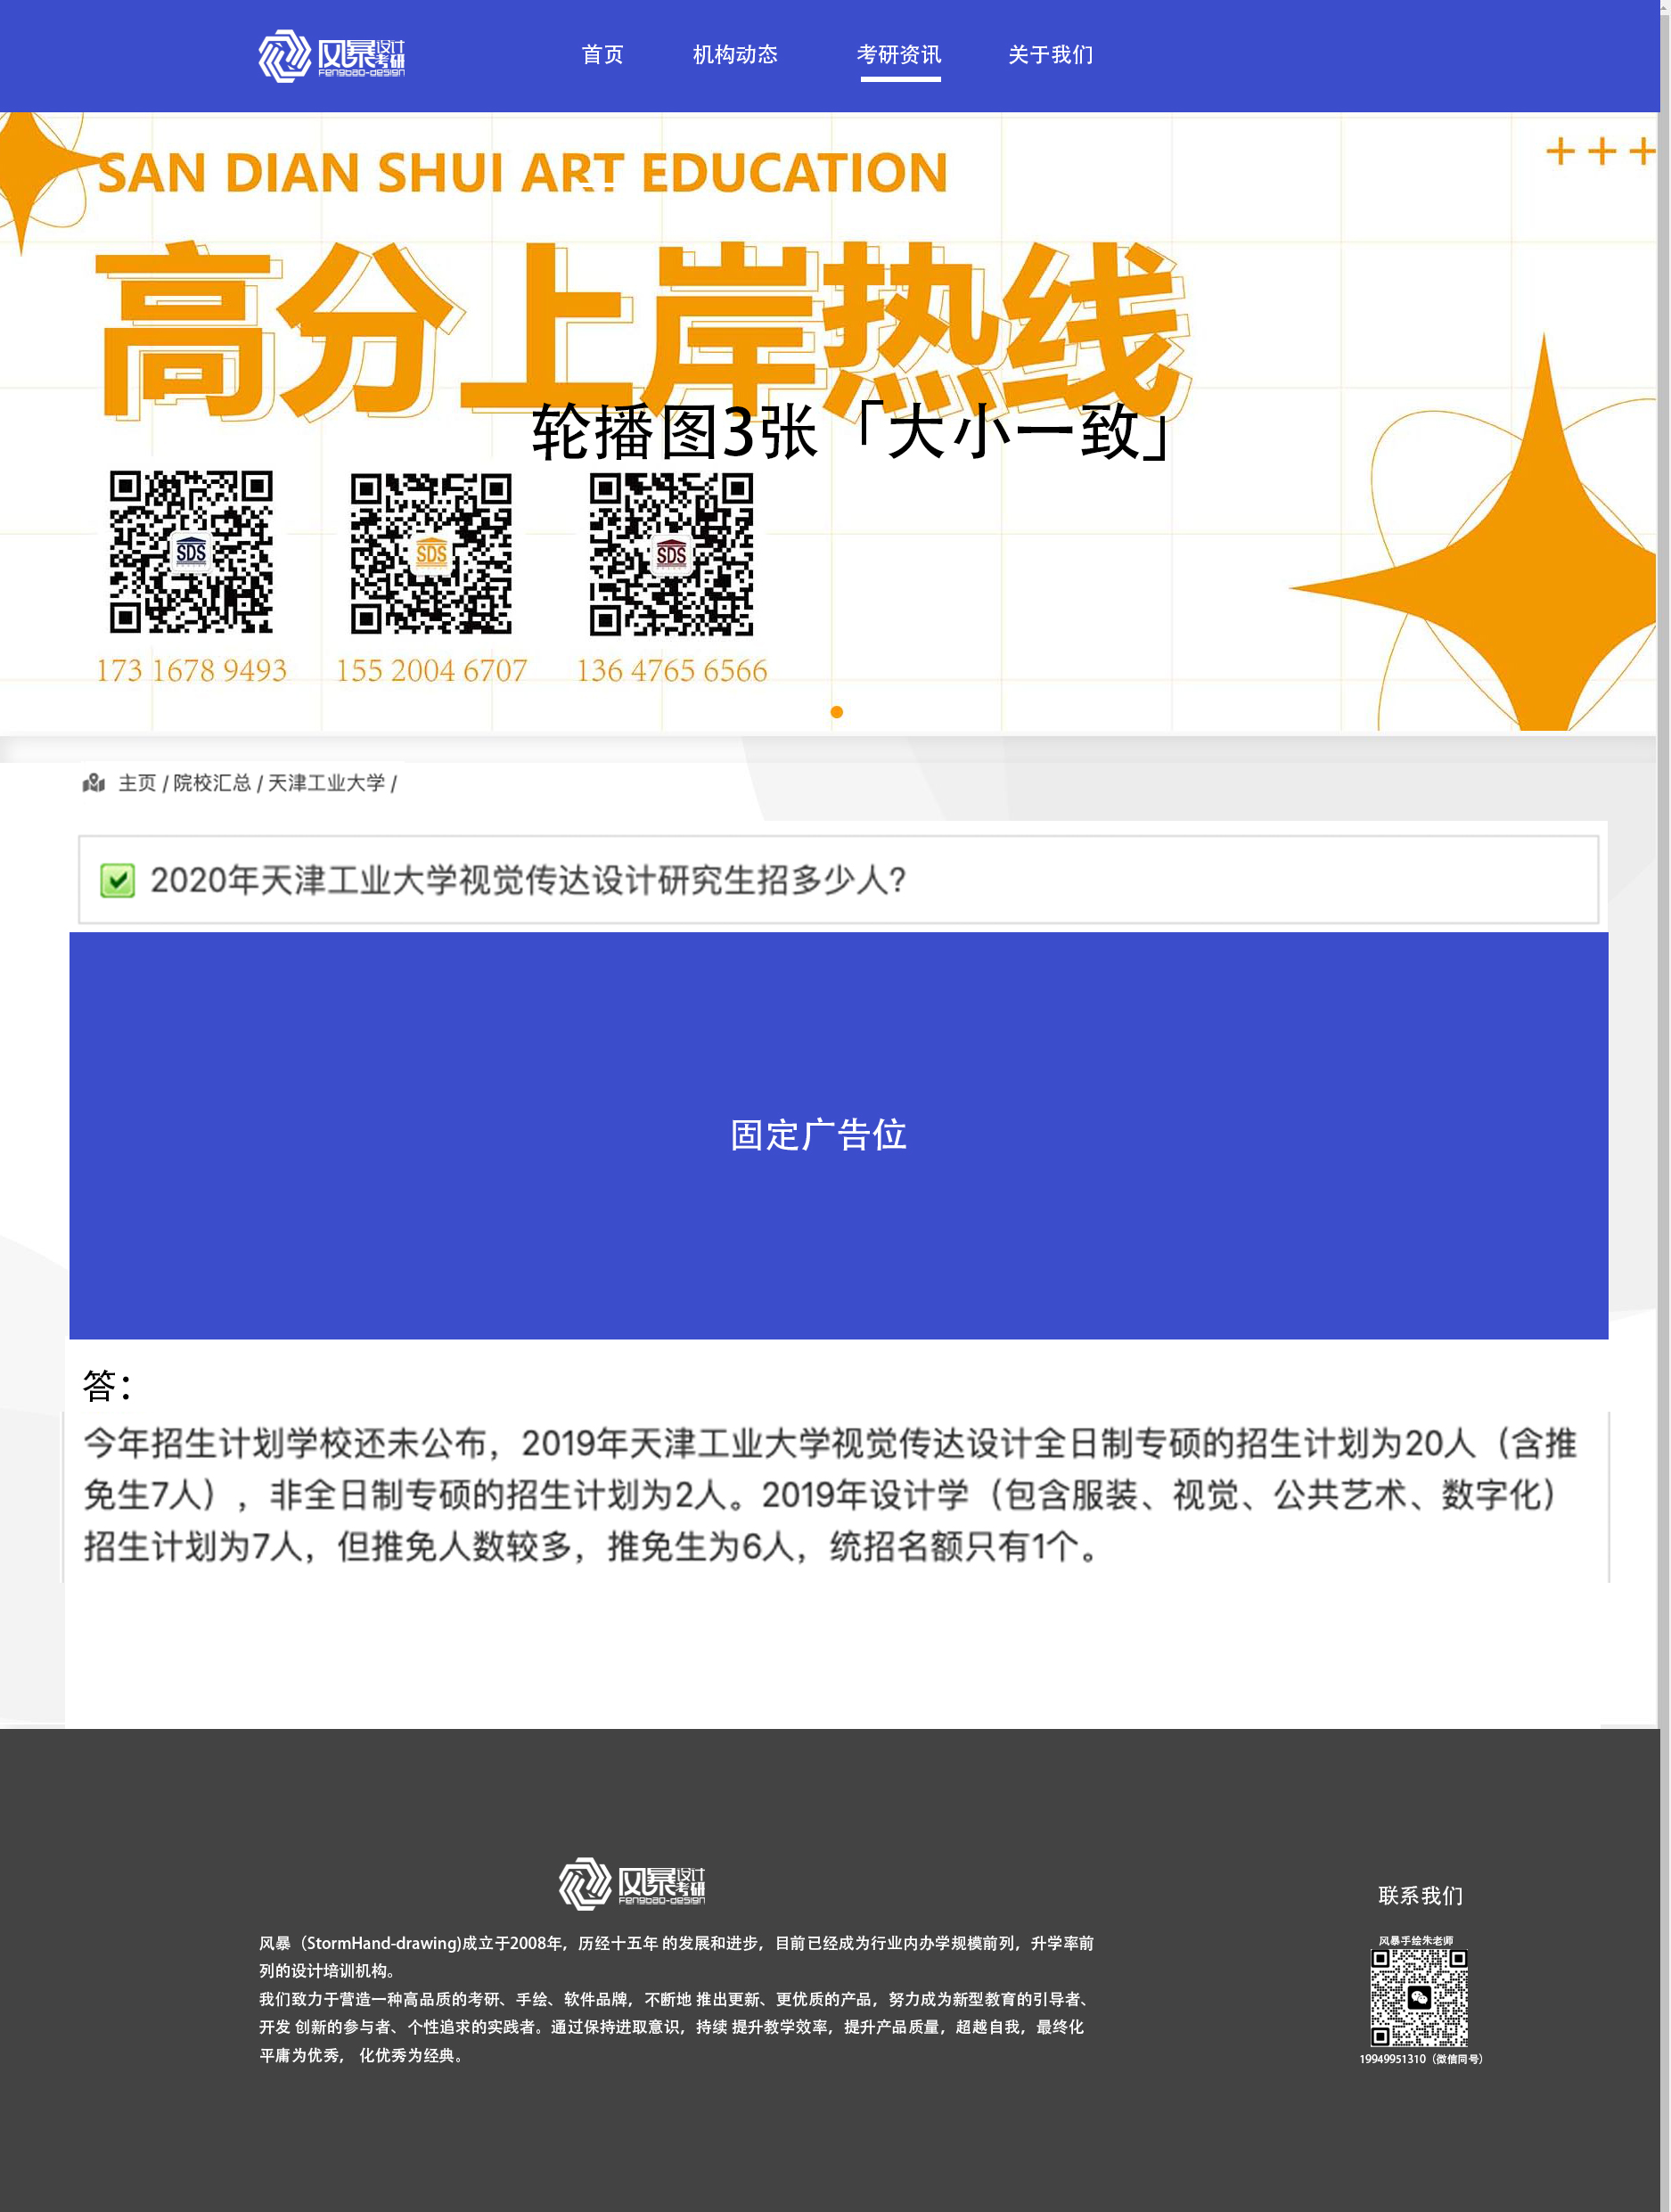 风暴设计考研
Fengbao-design
首页 机构动态 考研资讯 关于我们
SAN DIAN SHUI ART EDUCATION
高分上岸热线
轮播图3张「大小一致」
SDS SDS SDS
173 1678 9493 155 2004 6707 136 4765 6566
主页 / 院校汇总 / 天津工业大学 /
2020年天津工业大学视觉传达设计研究生招多少人?
固定广告位
答：
今年招生计划学校还未公布，2019年天津工业大学视觉传达设计全日制专硕的招生计划为20人（含推
免生7人），非全日制专硕的招生计划为2人。2019年设计学（包含服装、视觉、公共艺术、数字化）
招生计划为7人，但推免人数较多，推免生为6人，统招名额只有1个。
风暴设计考研
Fengbao-design
风暴（StormHand-drawing)成立于2008年，历经十五年 的发展和进步，目前已经成为行业内办学规模前列，升学率前
列的设计培训机构。
我们致力于营造一种高品质的考研、手绘、软件品牌，不断地 推出更新、更优质的产品，努力成为新型教育的引导者、
开发 创新的参与者、个性追求的实践者。通过保持进取意识，持续 提升教学效率，提升产品质量，超越自我，最终化
平庸为优秀， 化优秀为经典。
联系我们
风暴手绘朱老师
19949951310（微信同号）